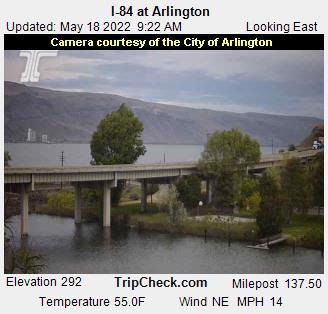 I-84 at Arlington
Updated: May 18 2022 9:22 AM Looking East
Camera courtesy of the City of Arlington
Elevation 292 TripCheck.com Milepost 137.50
Temperature 55.0F Wind NE MPH 14